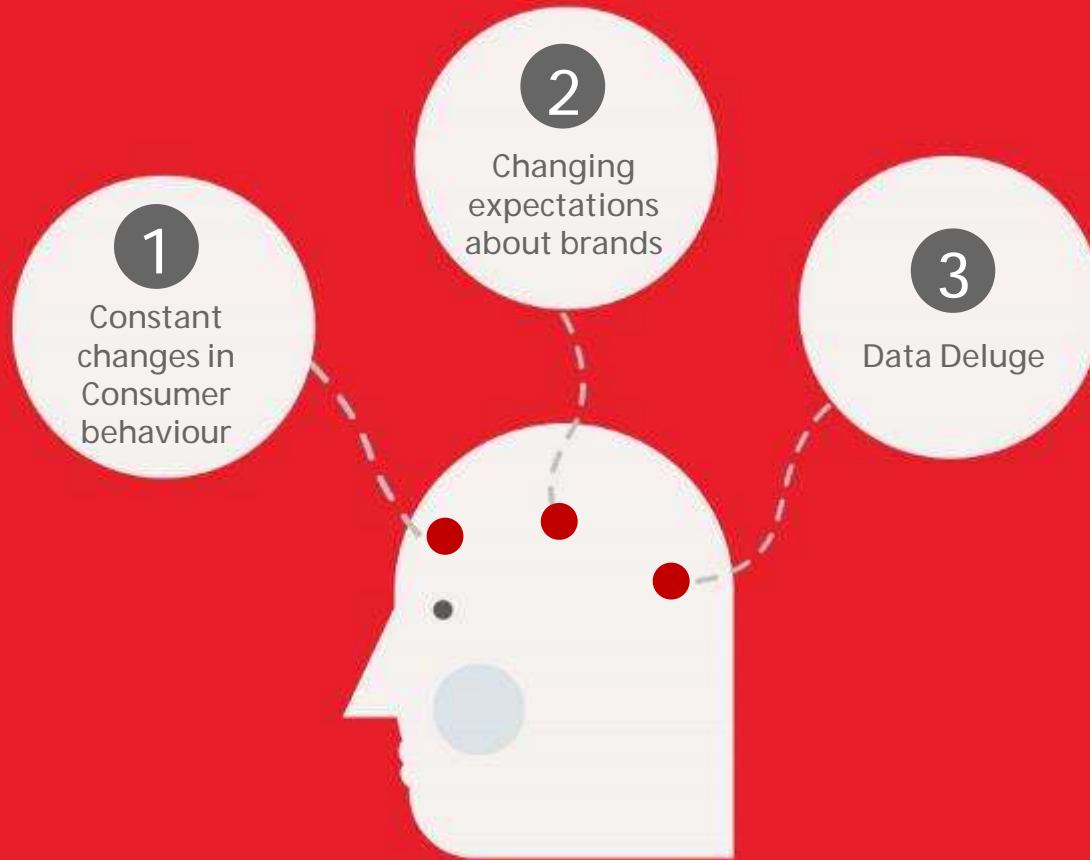 1
Constant
changes in
Consumer
behaviour
2
Changing
expectations
about brands
3
Data Deluge